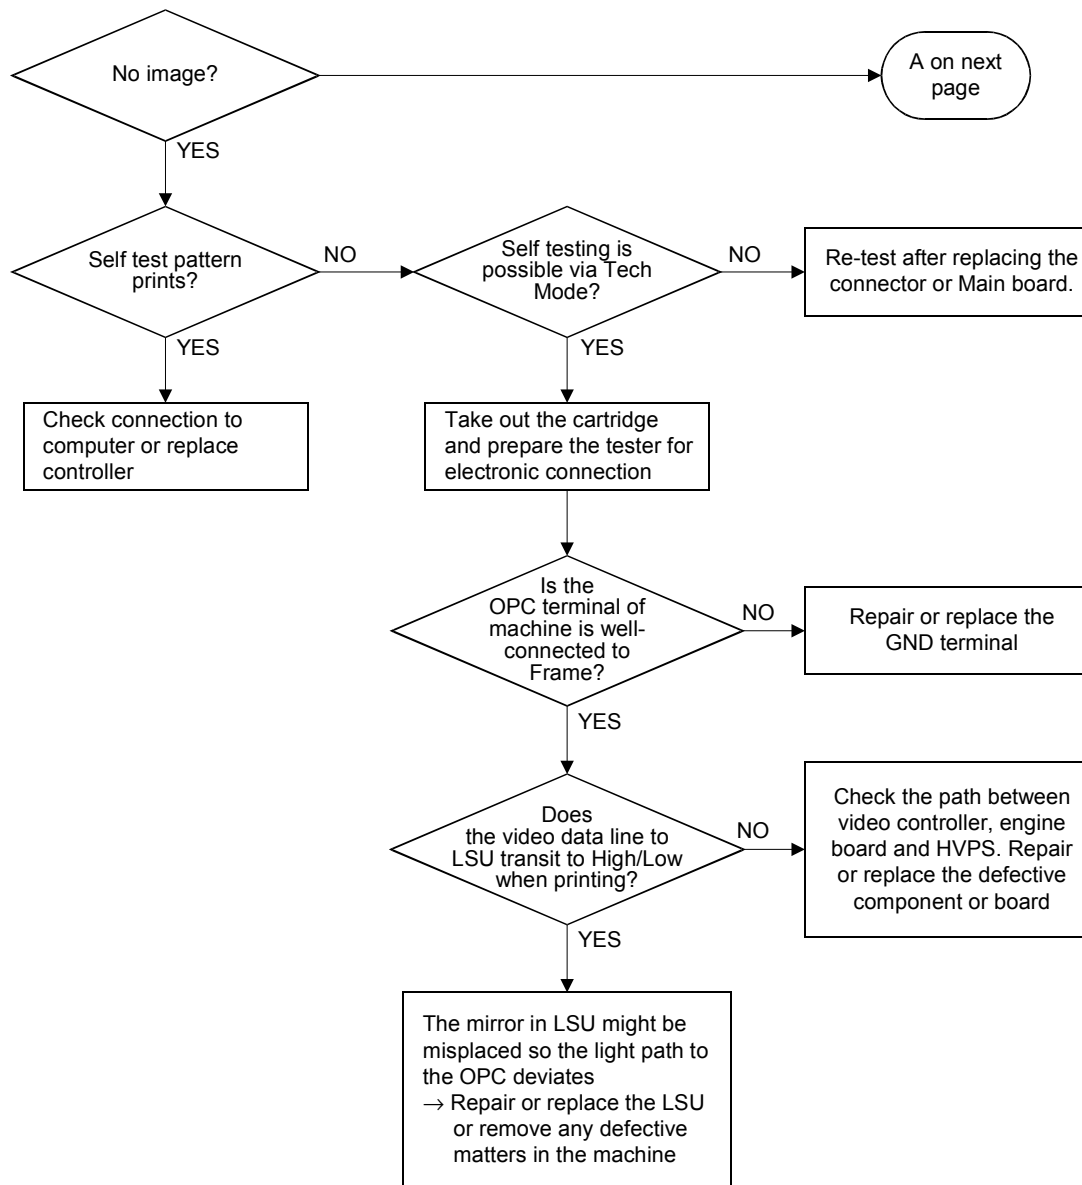 No image?
A on next
page
YES
Self test pattern
prints?
NO
Self testing is
possible via Tech
Mode?
NO
Re-test after replacing the
connector or Main board.
YES
YES
Check connection to
computer or replace
controller
Take out the cartridge
and prepare the tester for
electronic connection
Is the
OPC terminal of
machine is well-
connected to
Frame?
NO
Repair or replace the
GND terminal
YES
Does
the video data line to
LSU transit to High/Low
when printing?
NO
Check the path between
video controller, engine
board and HVPS. Repair
or replace the defective
component or board
YES
The mirror in LSU might be
misplaced so the light path to
the OPC deviates
→ Repair or replace the LSU
or remove any defective
matters in the machine